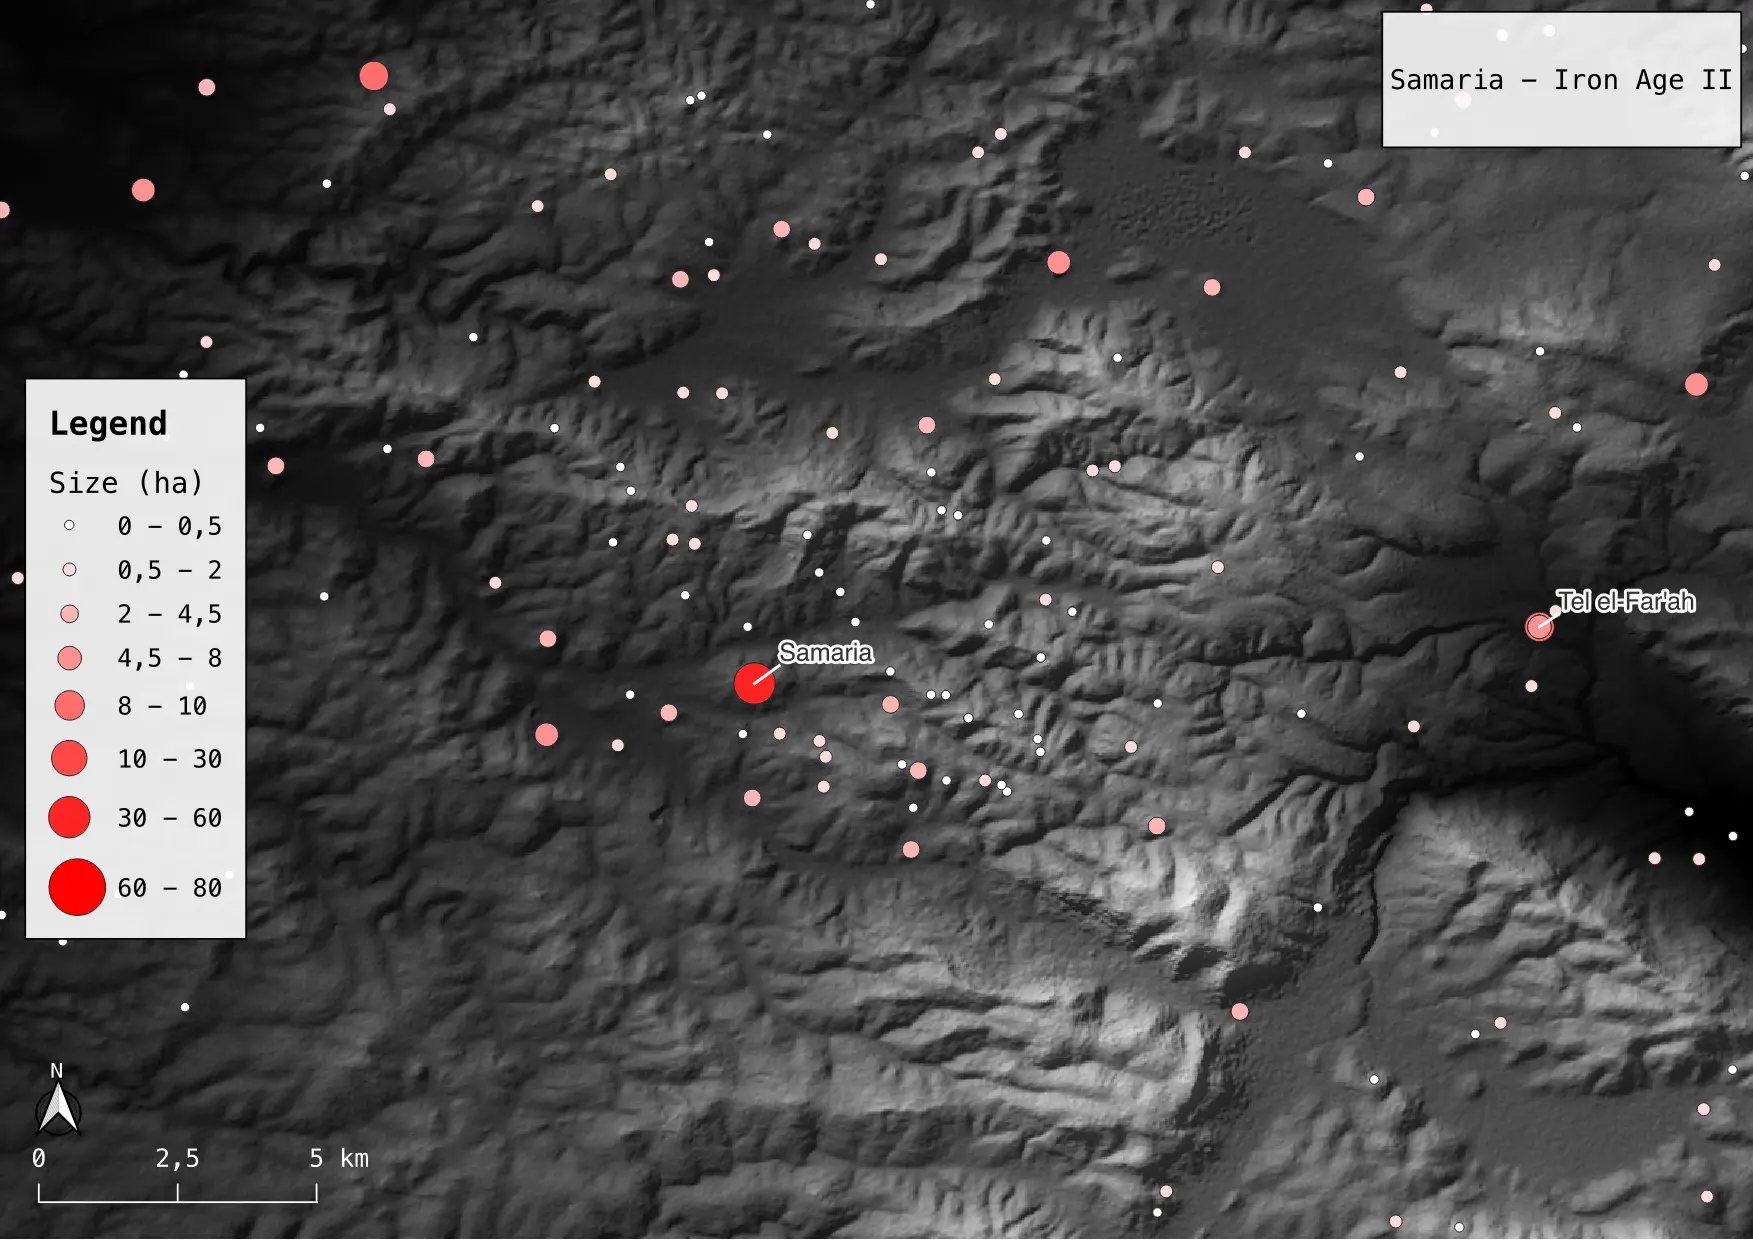 Samaria – Iron Age II
Legend
Size (ha)
0 – 0,5
0,5 – 2
2 – 4,5
4,5 – 8
8 – 10
10 – 30
30 – 60
60 – 80
Tel el-Far'ah
Samaria
N
0 2,5 5 km